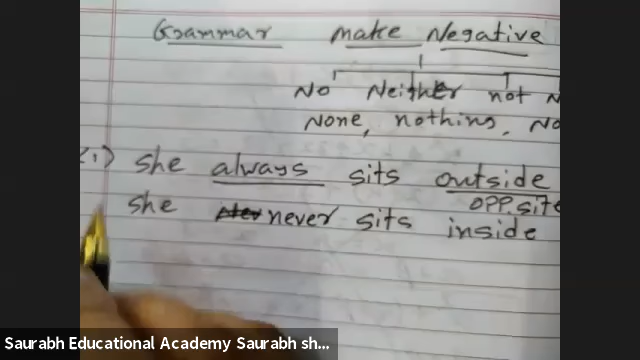 Grammar make Negative
No Neither not N
None, nothing, No
(1) she always sits outside
OPP.site
she never sits inside
Saurabh Educational Academy Saurabh sh...